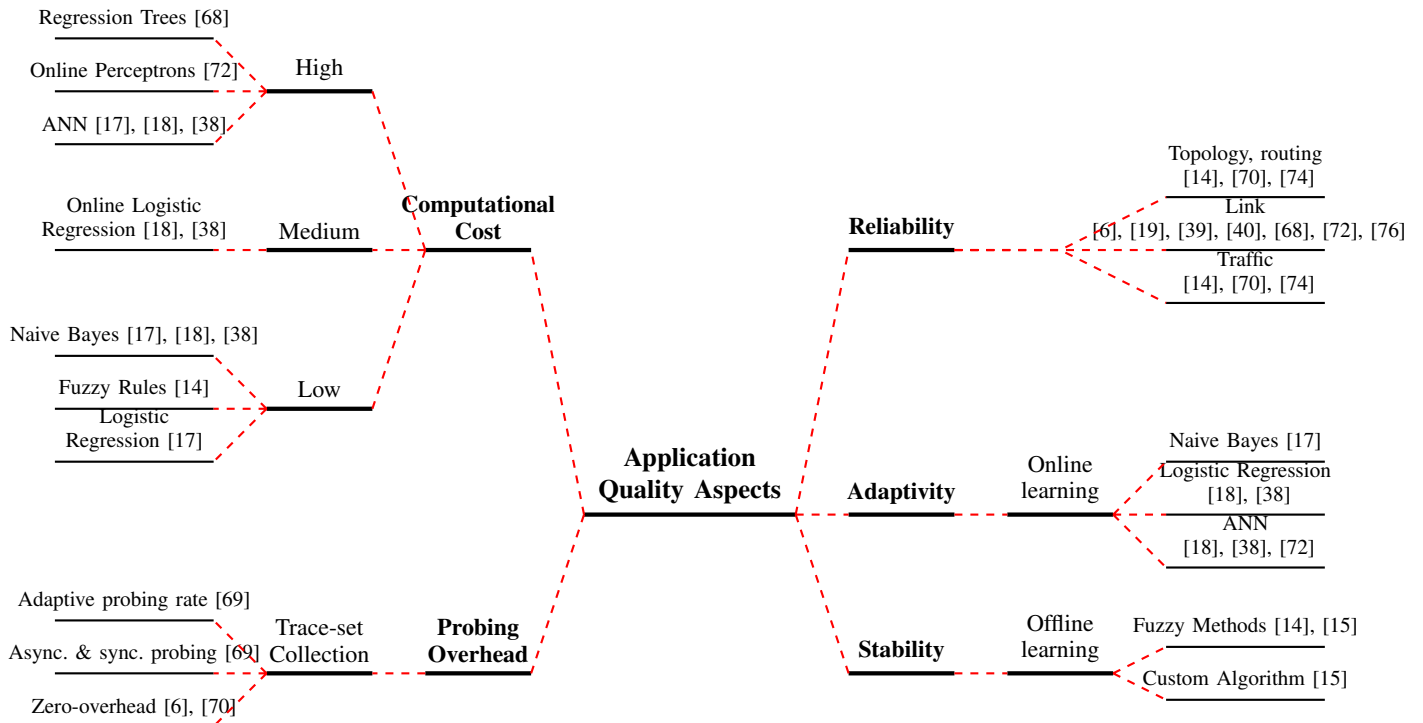 Regression Trees [68]
Online Perceptrons [72]
ANN [17], [18], [38]
High
Online Logistic
Regression [18], [38]
Medium
Naive Bayes [17], [18], [38]
Fuzzy Rules [14]
Logistic
Regression [17]
Low
Computational
Cost
Adaptive probing rate [69]
Async. & sync. probing [69]
Zero-overhead [6], [70]
Trace-set
Collection
Probing
Overhead
Application
Quality Aspects
Reliability
Topology, routing
[14], [70], [74]
Link
[6], [19], [39], [40], [68], [72], [76]
Traffic
[14], [70], [74]
Adaptivity
Online
learning
Naive Bayes [17]
Logistic Regression
[18], [38]
ANN
[18], [38], [72]
Stability
Offline
learning
Fuzzy Methods [14], [15]
Custom Algorithm [15]